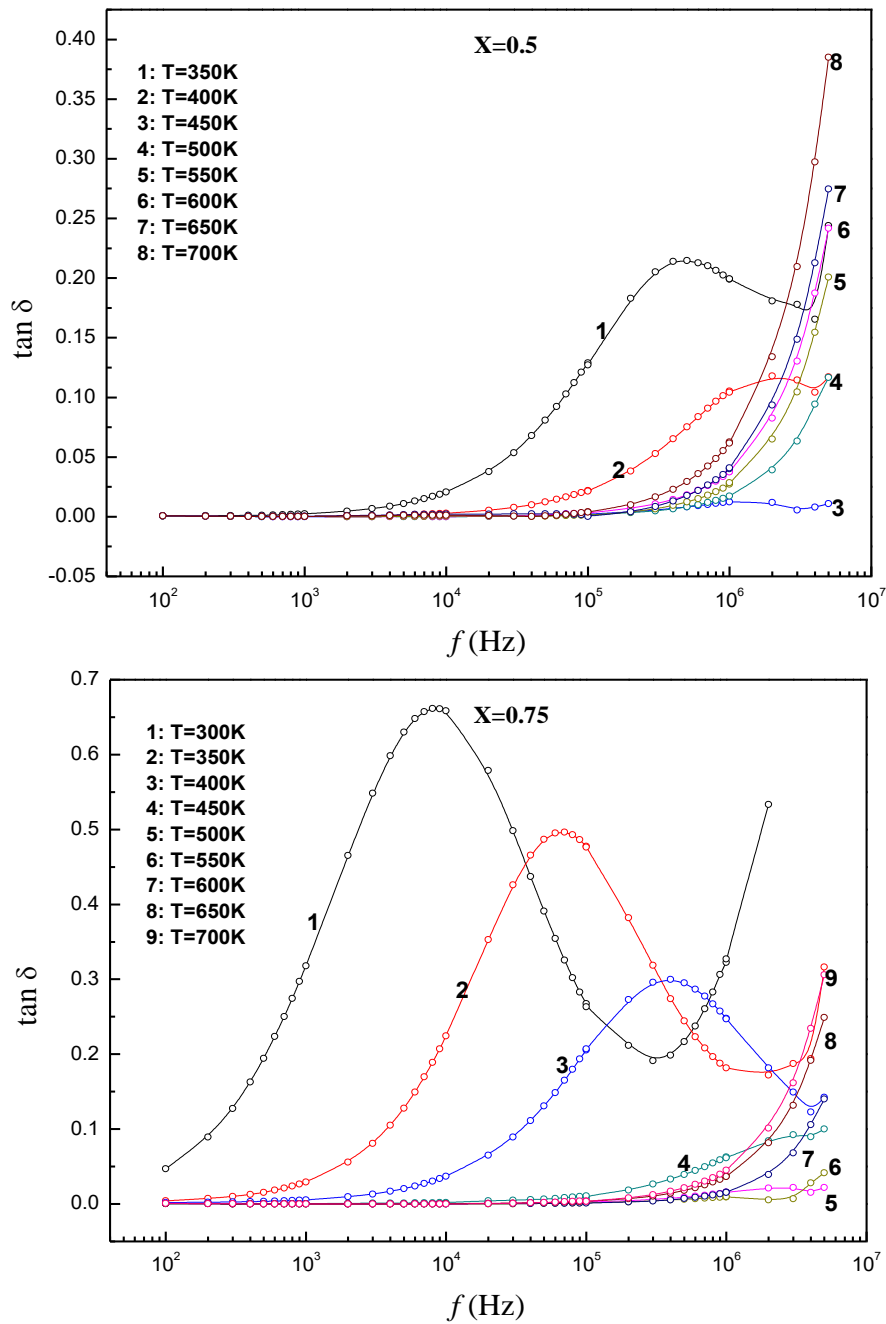 X=0.5
1: T=350K
2: T=400K
3: T=450K
4: T=500K
5: T=550K
6: T=600K
7: T=650K
8: T=700K
0.40
0.35
0.30
0.25
0.20
0.15
0.10
0.05
0.00
-0.05
tan δ
8
7
6
5
4
3
1
2
10²
10³
10⁴
10⁵
10⁶
10⁷
f (Hz)
X=0.75
1: T=300K
2: T=350K
3: T=400K
4: T=450K
5: T=500K
6: T=550K
7: T=600K
8: T=650K
9: T=700K
0.7
0.6
0.5
0.4
0.3
0.2
0.1
0.0
tan δ
1
2
3
4
9
8
7
6
5
10²
10³
10⁴
10⁵
10⁶
10⁷
f (Hz)